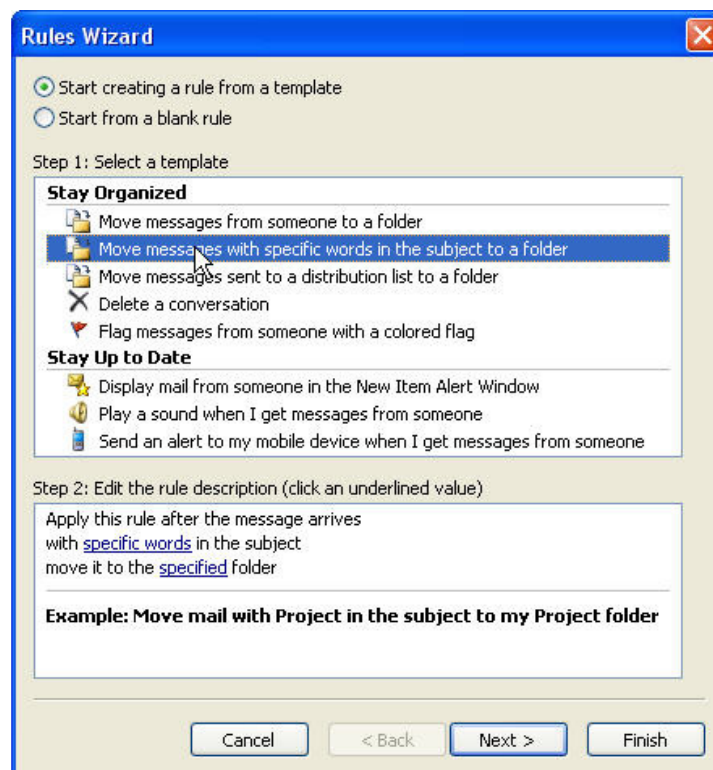 Rules Wizard
Start creating a rule from a template
Start from a blank rule
Step 1: Select a template
Stay Organized
Move messages from someone to a folder
Move messages with specific words in the subject to a folder
Move messages sent to a distribution list to a folder
Delete a conversation
Flag messages from someone with a colored flag
Stay Up to Date
Display mail from someone in the New Item Alert Window
Play a sound when I get messages from someone
Send an alert to my mobile device when I get messages from someone
Step 2: Edit the rule description (click an underlined value)
Apply this rule after the message arrives
with specific words in the subject
move it to the specified folder
Example: Move mail with Project in the subject to my Project folder
Cancel < Back Next > Finish